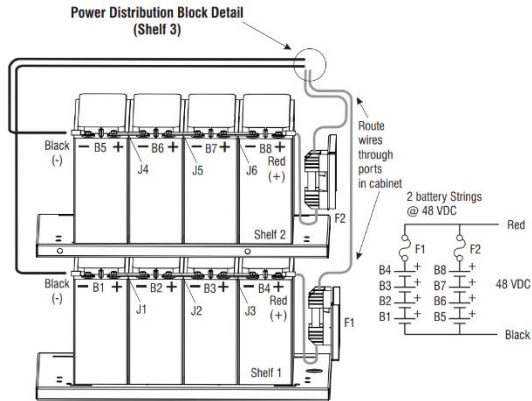 Power Distribution Block Detail
(Shelf 3)
Black
(-)
– B5 +
– B6 +
– B7 +
– B8 +
J4
J5
J6
Red
(+)
Shelf 2
F2
Route
wires
through
ports
in cabinet
Black
(-)
– B1 +
– B2 +
– B3 +
– B4 +
J1
J2
J3
Red
(+)
Shelf 1
F1
2 battery Strings
@ 48 VDC
Red
F1
F2
B4 +
B8 +
B3 +
B7 +
48 VDC
B2 +
B6 +
B1 +
B5 +
Black